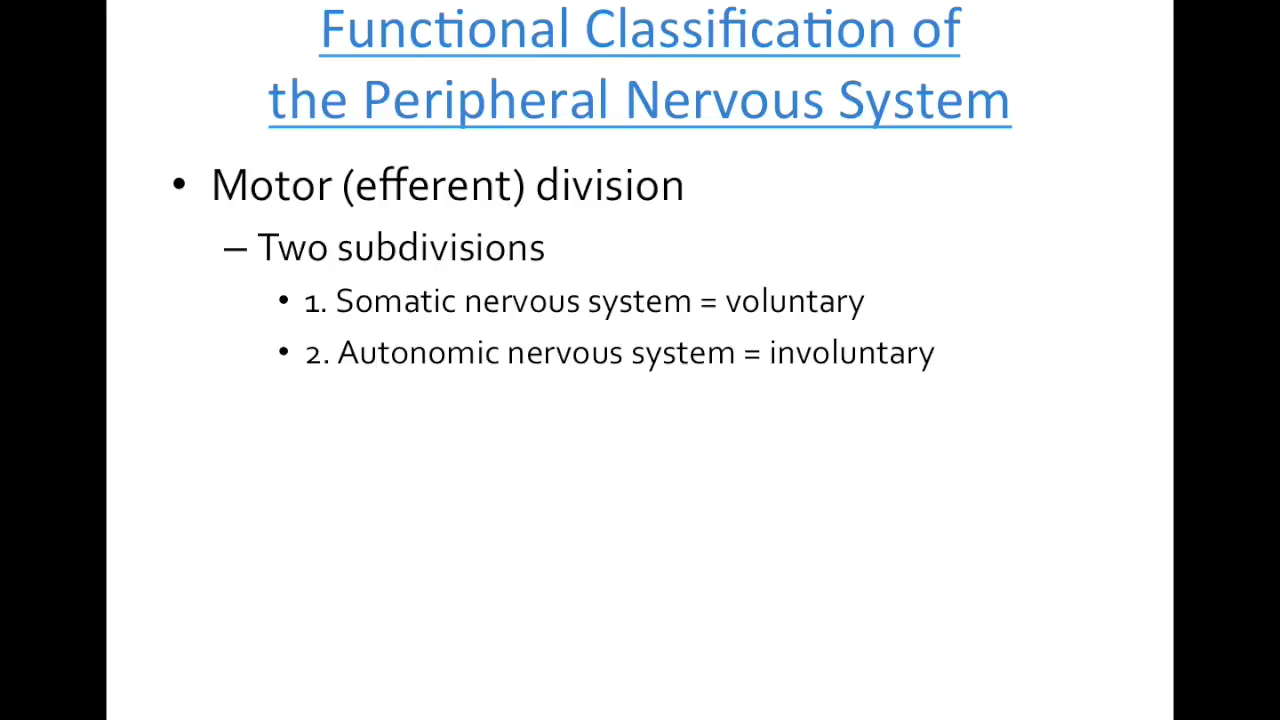 Functional Classification of
the Peripheral Nervous System
• Motor (efferent) division
– Two subdivisions
• 1. Somatic nervous system = voluntary
• 2. Autonomic nervous system = involuntary